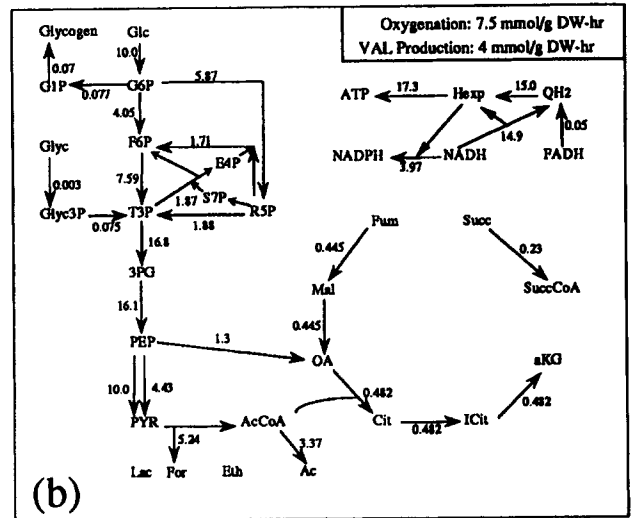 Oxygenation: 7.5 mmol/g DW-hr
VAL Production: 4 mmol/g DW-hr
Glycogen Glc
0.07 10.0
G1P 0.077 G6P 5.87
4.05
ATP 17.3 Hexp 15.0 QH2
14.9 0.05
NADPH 3.97 NADH FADH
F6P 1.71
E4P
Glyc 7.59
0.003 1.87 S7P
Glyc3P 0.075 T3P 1.88 R5P
16.8
3PG
16.1
PEP 1.3 OA
10.0 4.43
PYR AcCoA
5.24 3.37
Lac For Eth Ac
Fum Succ
0.445 0.23
Mal SuccCoA
0.445
0.482 aKG
Cit 0.482 ICit 0.482
(b)